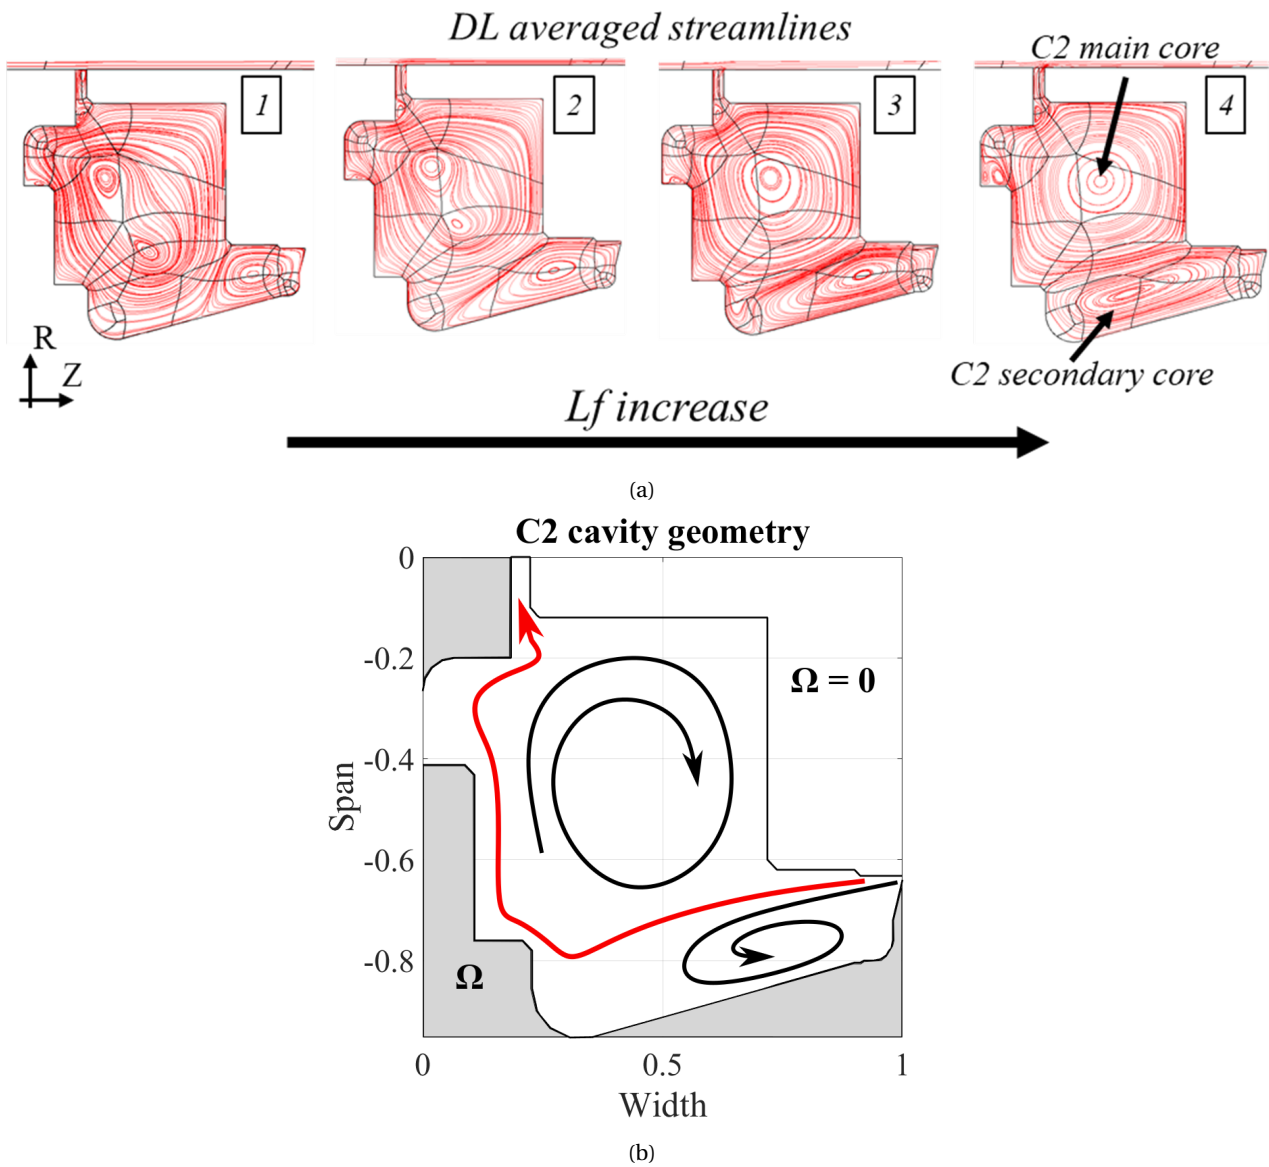 DL averaged streamlines
C2 main core
1
2
3
4
R
Z
C2 secondary core
Lf increase
(a)
C2 cavity geometry
0
-0.2
Ω = 0
-0.4
Span
-0.6
-0.8
Ω
0
0.5
1
Width
(b)